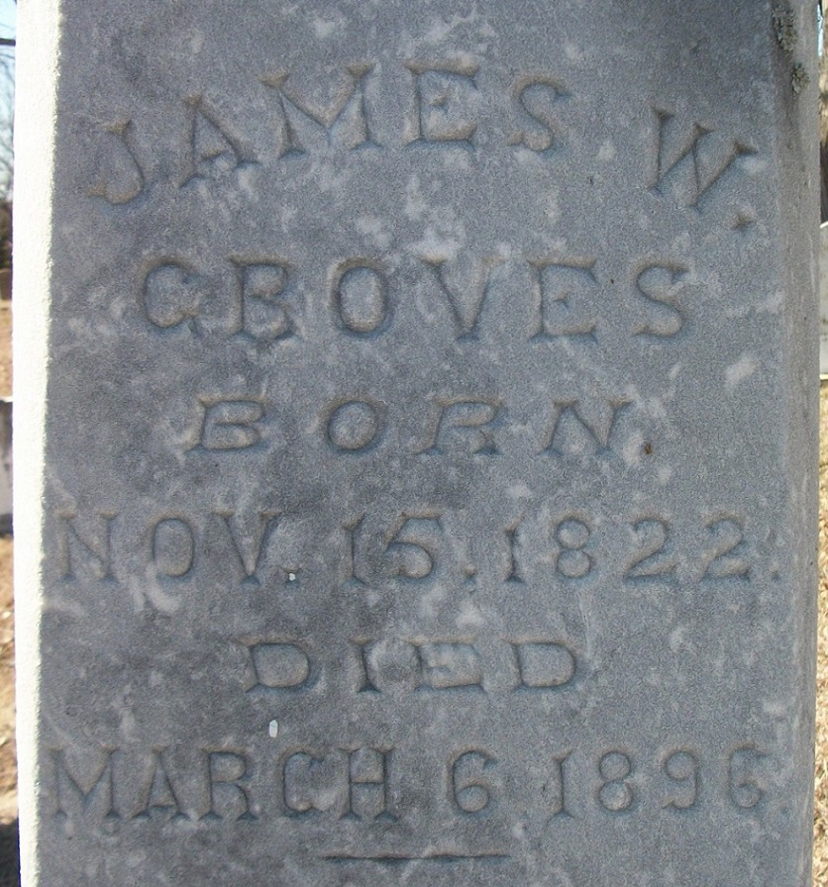 JAMES W.
GROVES
BORN
NOV. 15, 1822.
DIED
MARCH 6 1896.